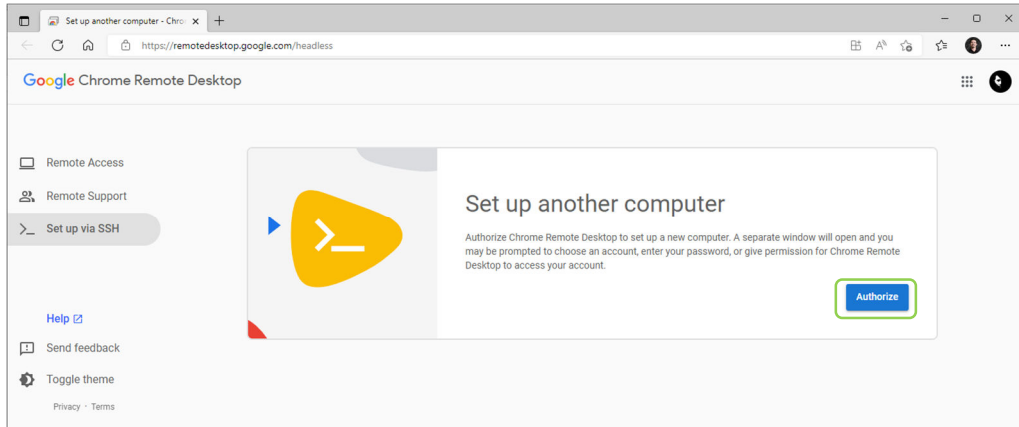 Set up another computer - Chro
https://remotedesktop.google.com/headless
Google Chrome Remote Desktop
Remote Access
Remote Support
Set up via SSH
Help
Send feedback
Toggle theme
Privacy · Terms
Set up another computer
Authorize Chrome Remote Desktop to set up a new computer. A separate window will open and you
may be prompted to choose an account, enter your password, or give permission for Chrome Remote
Desktop to access your account.
Authorize